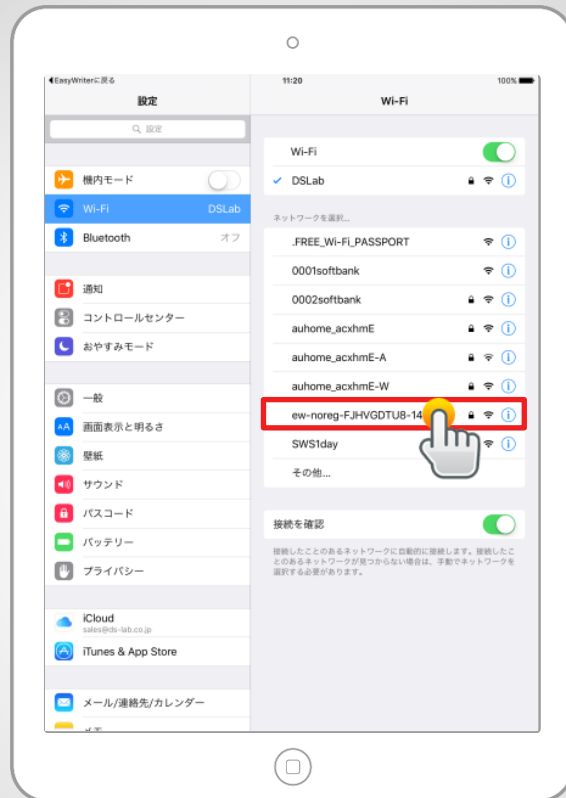 EasyWriterに戻る
11:20
100%
設定
Wi-Fi
設定
機内モード
Wi-Fi DSLab
Bluetooth オフ
通知
コントロールセンター
おやすみモード
一般
AA 画面表示と明るさ
壁紙
サウンド
パスコード
バッテリー
プライバシー
iCloud
sales@ds-lab.co.jp
iTunes & App Store
メール/連絡先/カレンダー
Wi-Fi
DSLab
ネットワークを選択...
.FREE_Wi-Fi_PASSPORT
0001softbank
0002softbank
auhome_acxhmE
auhome_acxhmE-A
auhome_acxhmE-W
ew-noreg-FJHVGDTU8-14
SWS1day
その他...
接続を確認
接続したことのあるネットワークに自動的に接続します。接続したこ
とのあるネットワークが見つからない場合は、手動でネットワークを
選択する必要があります。